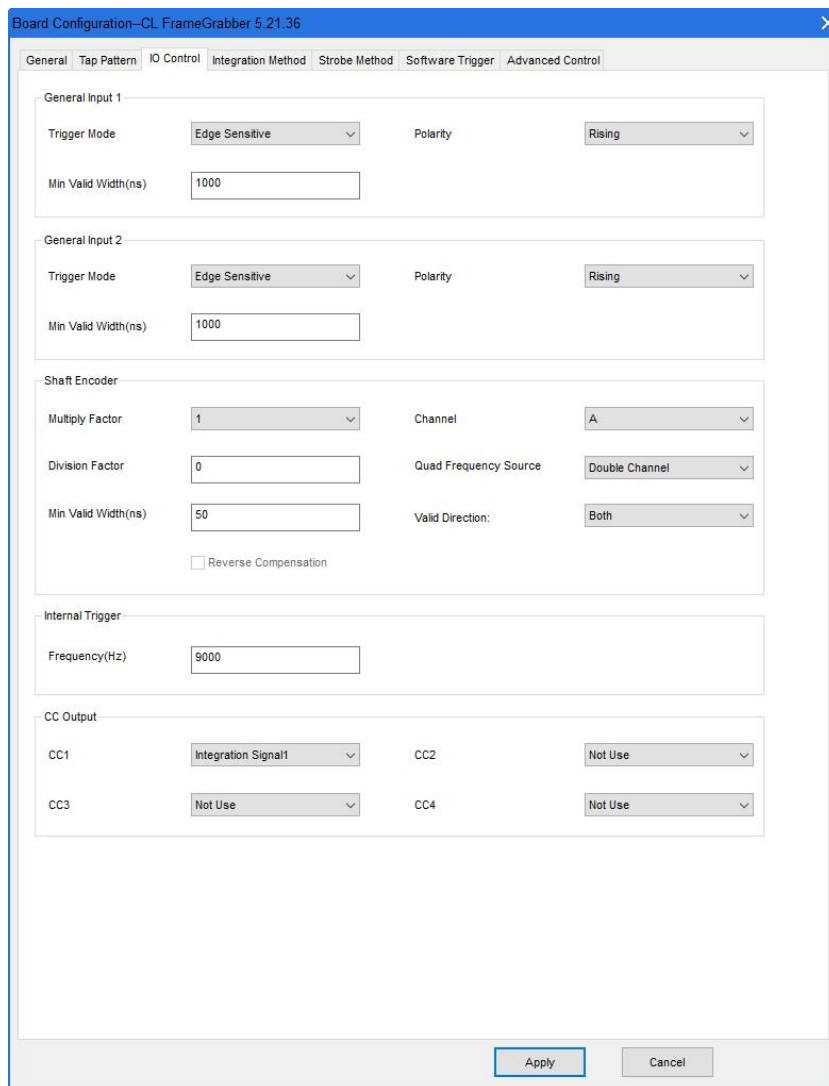 Board Configuration--CL FrameGrabber 5.21.36
General Tap Pattern IO Control Integration Method Strobe Method Software Trigger Advanced Control
General Input 1
Trigger Mode Edge Sensitive Polarity Rising
Min Valid Width(ns) 1000
General Input 2
Trigger Mode Edge Sensitive Polarity Rising
Min Valid Width(ns) 1000
Shaft Encoder
Multiply Factor 1 Channel A
Division Factor 0 Quad Frequency Source Double Channel
Min Valid Width(ns) 50 Valid Direction: Both
Reverse Compensation
Internal Trigger
Frequency(Hz) 9000
CC Output
CC1 Integration Signal1 CC2 Not Use
CC3 Not Use CC4 Not Use
Apply Cancel